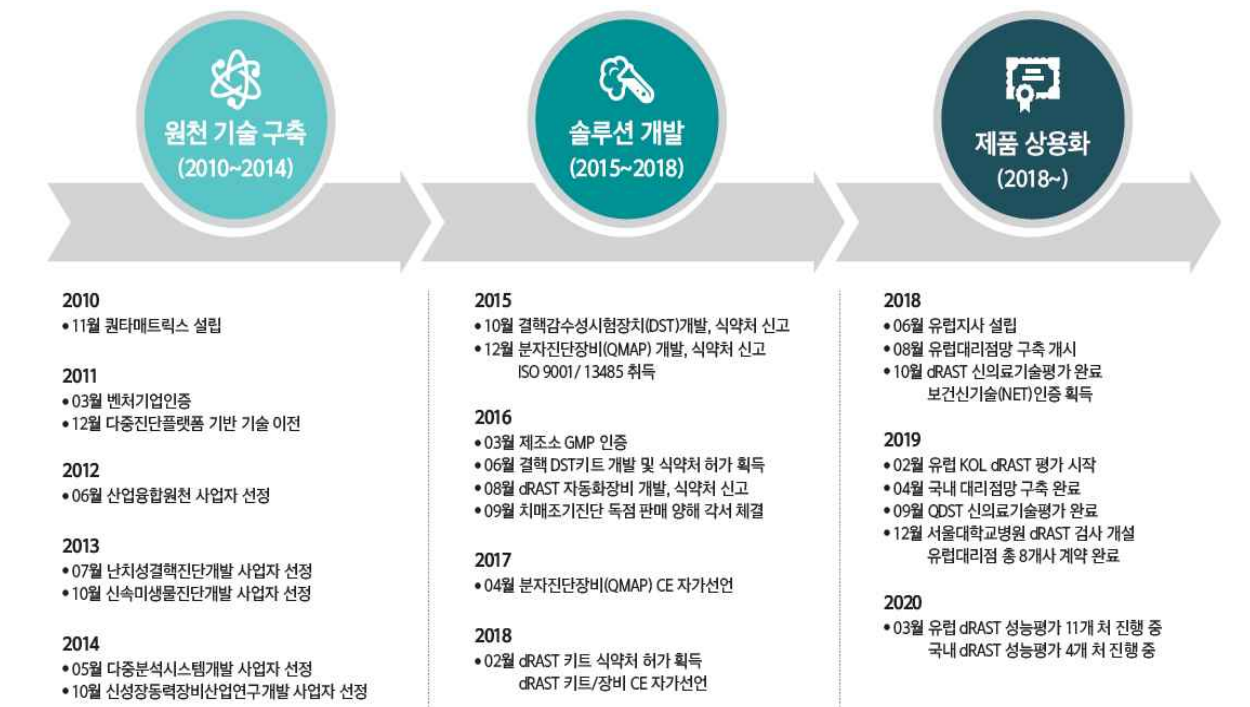 원천 기술 구축
(2010~2014)
2010
• 11월 퀀타매트릭스 설립
2011
• 03월 벤처기업인증
• 12월 다중진단플랫폼 기반 기술 이전
2012
• 06월 산업융합원천 사업자 선정
2013
• 07월 난치성결핵진단개발 사업자 선정
• 10월 신속미생물진단개발 사업자 선정
2014
• 05월 다중분석시스템개발 사업자 선정
• 10월 신성장동력장비산업연구개발 사업자 선정
솔루션 개발
(2015~2018)
2015
• 10월 결핵감수성시험장치(DST)개발, 식약처 신고
• 12월 분자진단장비(QMAP) 개발, 식약처 신고
ISO 9001/ 13485 취득
2016
• 03월 제조소 GMP 인증
• 06월 결핵 DST키트 개발 및 식약처 허가 획득
• 08월 dRAST 자동화장비 개발, 식약처 신고
• 09월 치매조기진단 독점 판매 양해 각서 체결
2017
• 04월 분자진단장비(QMAP) CE 자가선언
2018
• 02월 dRAST 키트 식약처 허가 획득
dRAST 키트/장비 CE 자가선언
제품 상용화
(2018~)
2018
• 06월 유럽지사 설립
• 08월 유럽대리점망 구축 개시
• 10월 dRAST 신의료기술평가 완료
보건신기술(NET)인증 획득
2019
• 02월 유럽 KOL dRAST 평가 시작
• 04월 국내 대리점망 구축 완료
• 09월 QDST 신의료기술평가 완료
• 12월 서울대학교병원 dRAST 검사 개설
유럽대리점 총 8개사 계약 완료
2020
• 03월 유럽 dRAST 성능평가 11개 처 진행 중
국내 dRAST 성능평가 4개 처 진행 중